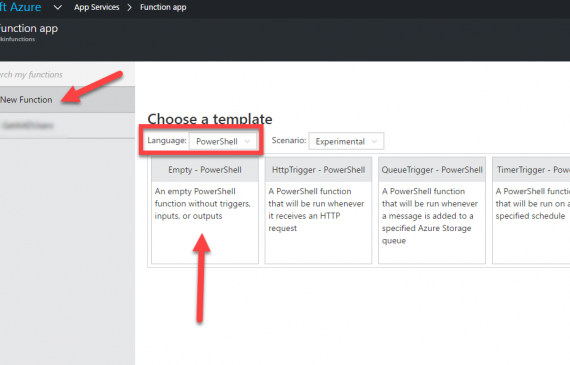 ft Azure App Services Function app
Function app
kinfunctions
rch my functions
New Function
Choose a template
Language: PowerShell Scenario: Experimental
Empty - PowerShell
An empty PowerShell
function without triggers,
inputs, or outputs
HttpTrigger - PowerShell
A PowerShell function
that will be run whenever
it receives an HTTP
request
QueueTrigger - PowerShell
A PowerShell function
that will be run whenever
a message is added to a
specified Azure Storage
queue
TimerTrigger - PowerS
A PowerShell function
that will be run on a
specified schedule